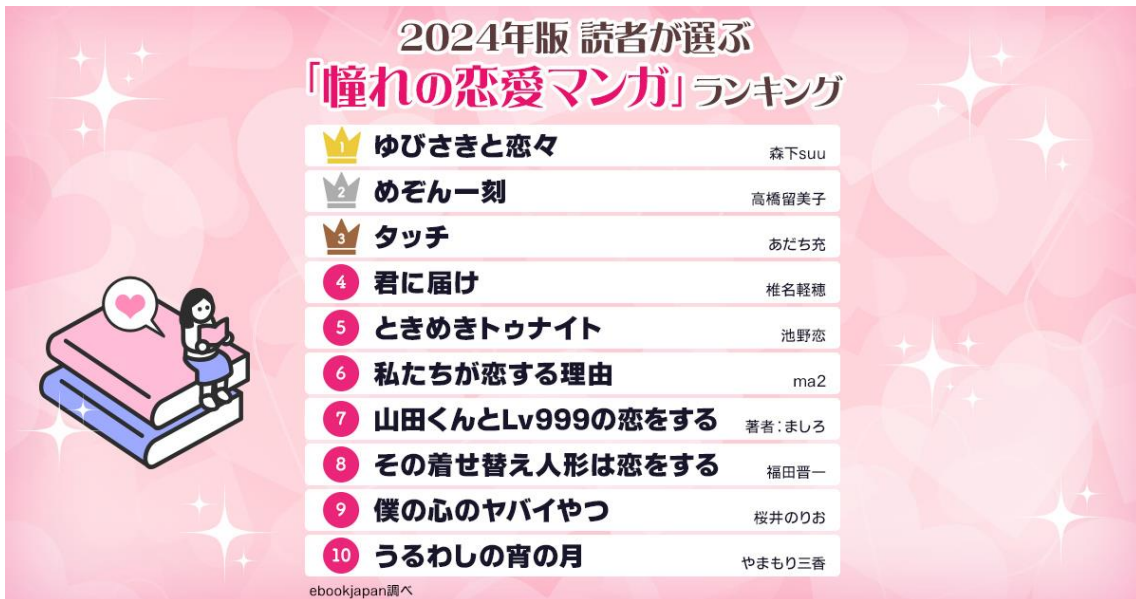 2024年版 読者が選ぶ
「憧れの恋愛マンガ」ランキング
1 ゆびさきと恋々 森下suu
2 めぞん一刻 高橋留美子
3 タッチ あだち充
4 君に届け 椎名軽穂
5 ときめきトゥナイト 池野恋
6 私たちが恋する理由 ma2
7 山田くんとLv999の恋をする 著者:ましろ
8 その着せ替え人形は恋をする 福田晋一
9 僕の心のヤバイやつ 桜井のりお
10 うるわしの宵の月 やまもり三香
ebookjapan調べ